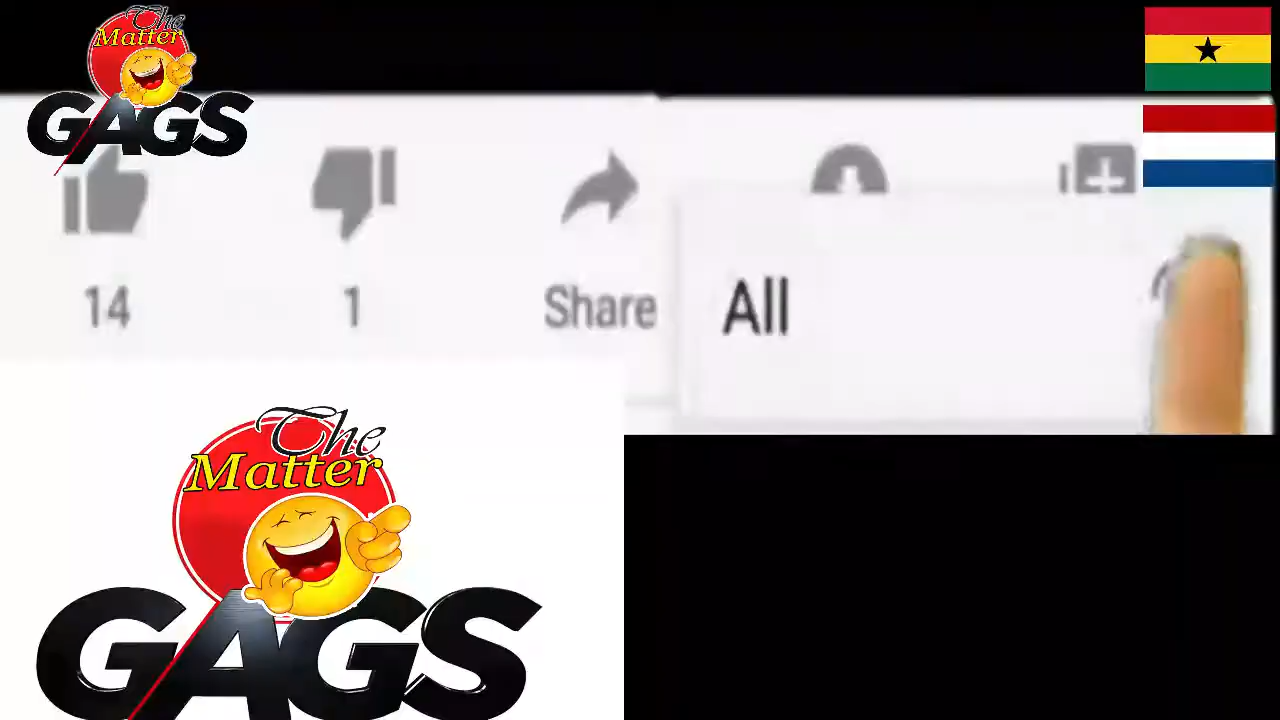 The
Matter
GAGS
14
1
Share
All
The
Matter
GAGS